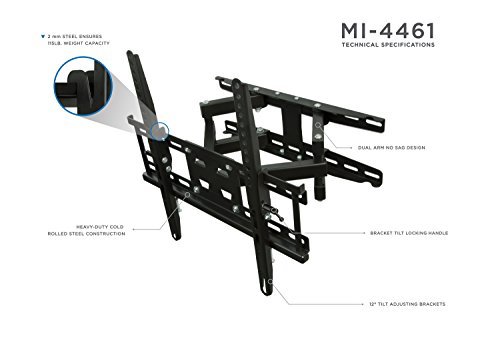 2 mm STEEL ENSURES
115LB. WEIGHT CAPACITY
MI-4461
TECHNICAL SPECIFICATIONS
DUAL ARM NO SAG DESIGN
HEAVY-DUTY COLD
ROLLED STEEL CONSTRUCTION
BRACKET TILT LOCKING HANDLE
12° TILT ADJUSTING BRACKETS